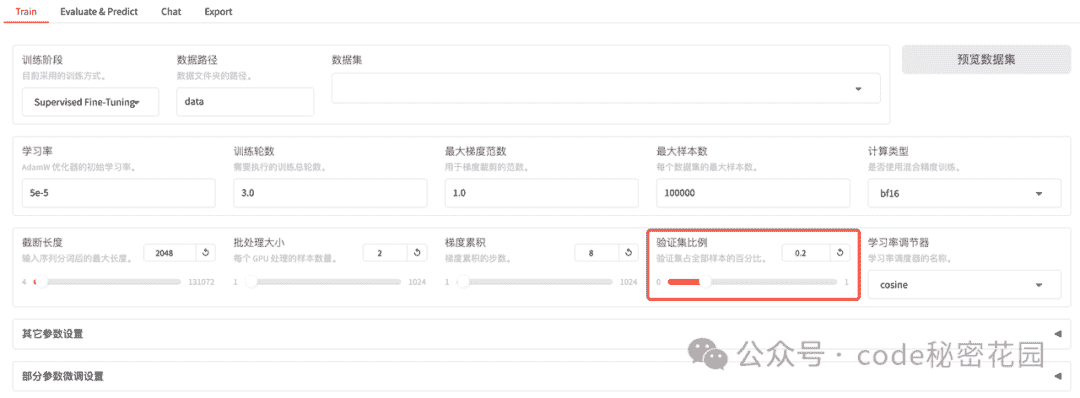 Train Evaluate & Predict Chat Export
训练阶段 数据路径 数据集 预览数据集
目前采用的训练方式。 数据文件夹的路径。
Supervised Fine-Tuning data
学习率 训练轮数 最大梯度范数 最大样本数 计算类型
AdamW 优化器的初始学习率。 需要执行的训练总轮数。 用于梯度裁剪的范数。 每个数据集的最大样本数。 是否使用混合精度训练。
5e-5 3.0 1.0 100000 bf16
截断长度 2048 批处理大小 2 梯度累积 8 验证集比例 0.2 学习率调节器
输入序列分词后的最大长度。 每个 GPU 处理的样本数量。 梯度累积的步数。 验证集占全部样本的百分比。 学习率调度器的名称。
4 131072 1 1024 1 1024 0 1 cosine
其它参数设置
公众号 · code秘密花园
部分参数微调设置